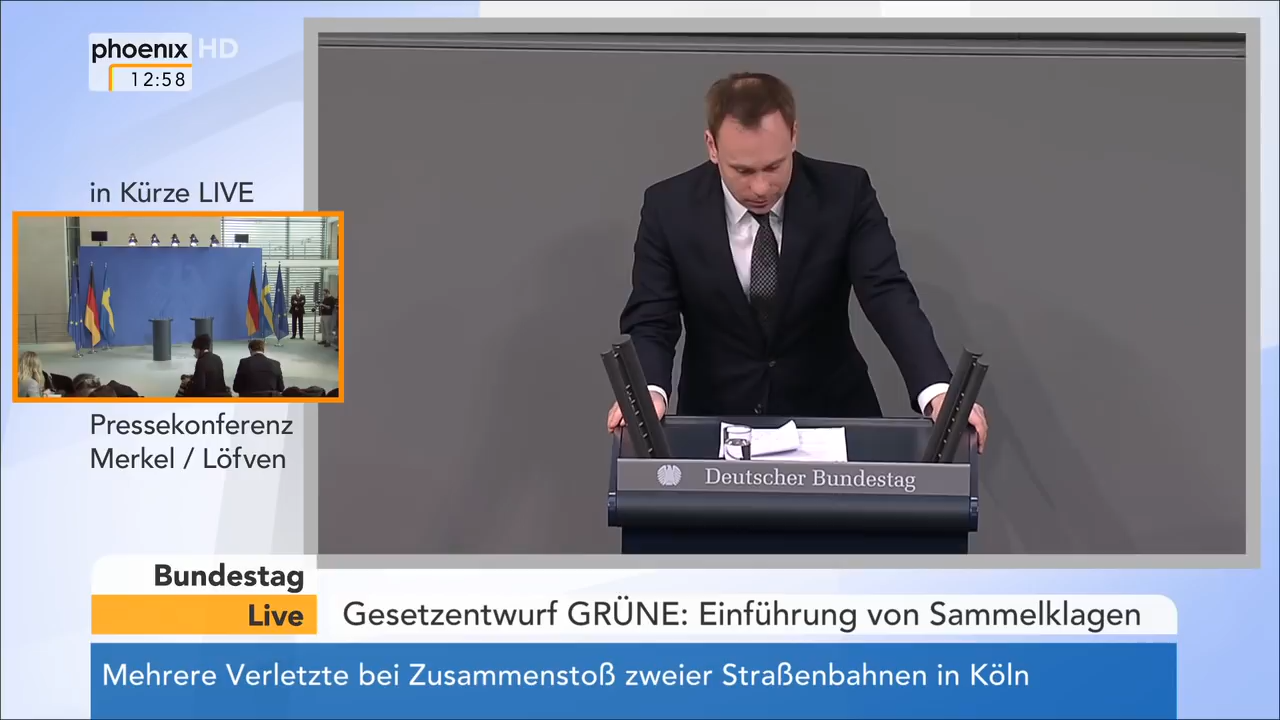 phoenix HD
12:58
in Kürze LIVE
Pressekonferenz
Merkel / Löfven
Deutscher Bundestag
Bundestag
Live
Gesetzentwurf GRÜNE: Einführung von Sammelklagen
Mehrere Verletzte bei Zusammenstoß zweier Straßenbahnen in Köln